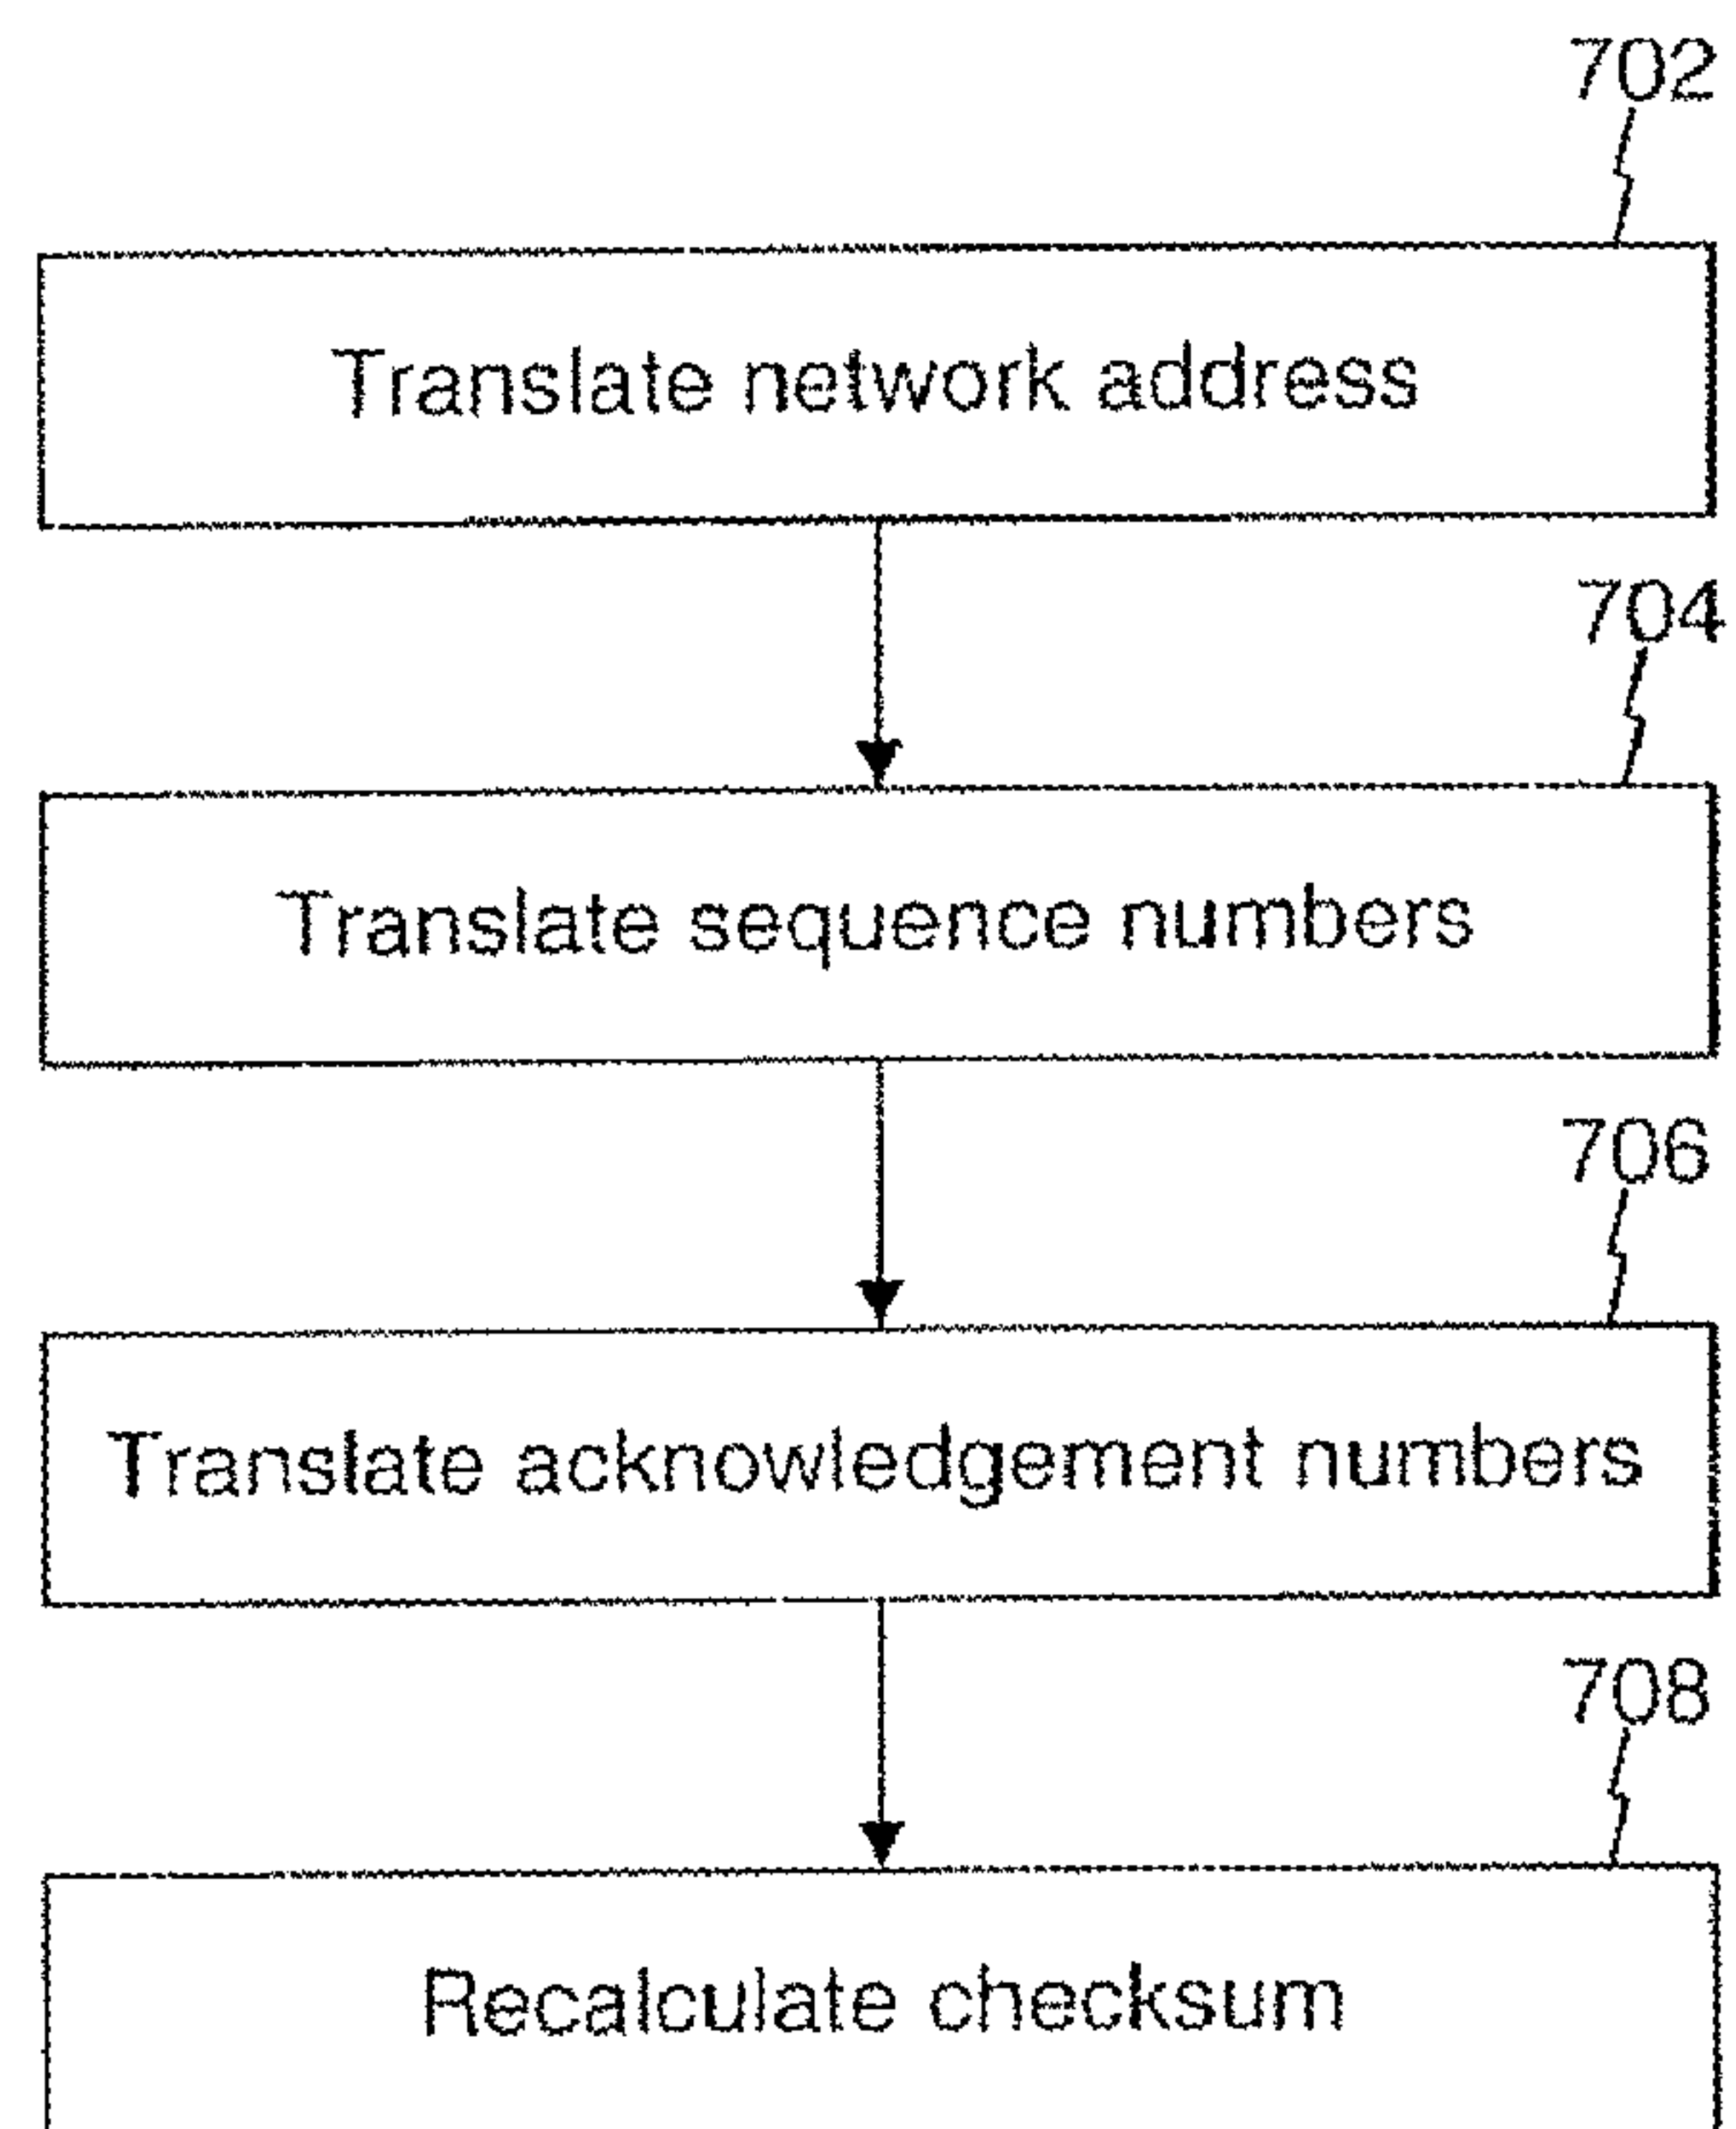 702
Translate network address
704
Translate sequence numbers
706
Translate acknowledgement numbers
708
Recalculate checksum